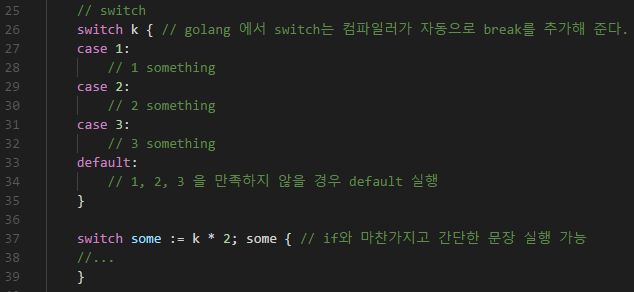 25 // switch
26 switch k { // golang 에서 switch는 컴파일러가 자동으로 break를 추가해 준다.
27 case 1:
28 // 1 something
29 case 2:
30 // 2 something
31 case 3:
32 // 3 something
33 default:
34 // 1, 2, 3 을 만족하지 않을 경우 default 실행
35 }
36
37 switch some := k * 2; some { // if와 마찬가지고 간단한 문장 실행 가능
38 //...
39 }